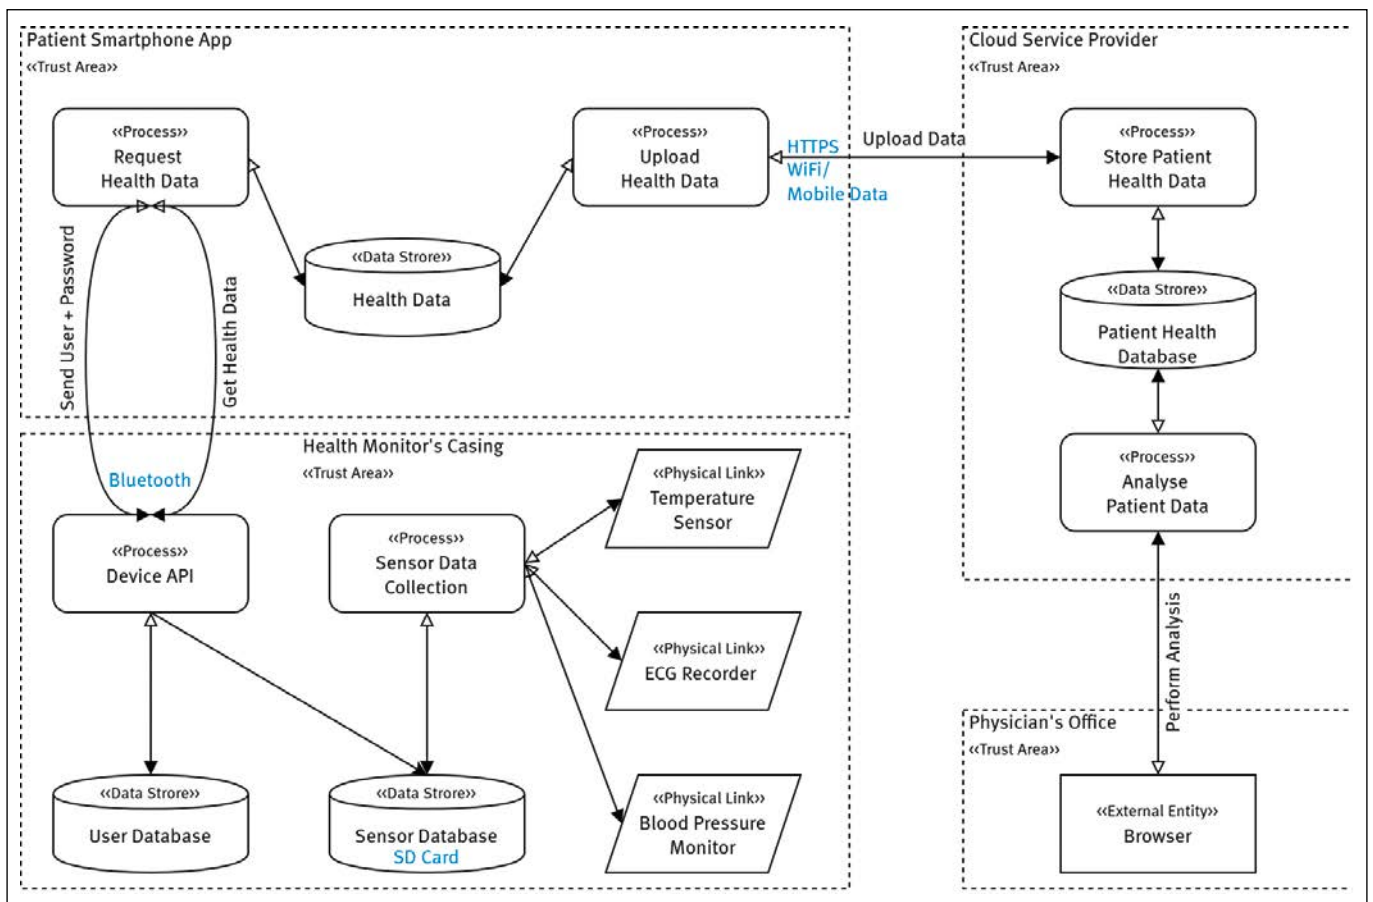 Patient Smartphone App
‹‹Trust Area››
‹‹Process››
Request
Health Data
‹‹Process››
Upload
Health Data
HTTPS
WiFi/
Mobile Data
Upload Data
‹‹Data Strore››
Health Data
Send User + Password
Get Health Data
Cloud Service Provider
‹‹Trust Area››
‹‹Process››
Store Patient
Health Data
‹‹Data Strore››
Patient Health
Database
‹‹Process››
Analyse
Patient Data
Perform Analysis
Health Monitor's Casing
‹‹Trust Area››
Bluetooth
‹‹Process››
Device API
‹‹Process››
Sensor Data
Collection
‹‹Physical Link››
Temperature
Sensor
‹‹Physical Link››
ECG Recorder
‹‹Physical Link››
Blood Pressure
Monitor
‹‹Data Strore››
User Database
‹‹Data Strore››
Sensor Database
SD Card
Physician's Office
‹‹Trust Area››
‹‹External Entity››
Browser